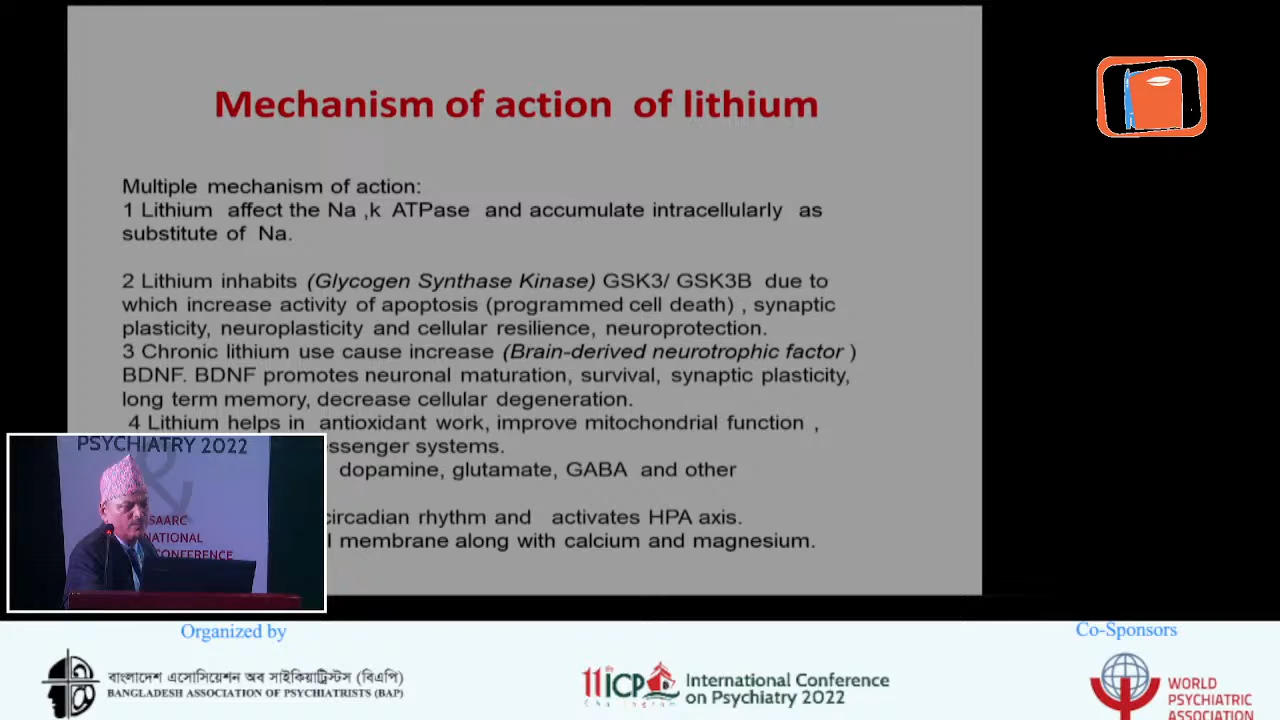 Mechanism of action of lithium
Multiple mechanism of action:
1 Lithium affect the Na ,k ATPase and accumulate intracellularly as
substitute of Na.
2 Lithium inhabits (Glycogen Synthase Kinase) GSK3/ GSK3B due to
which increase activity of apoptosis (programmed cell death) , synaptic
plasticity, neuroplasticity and cellular resilience, neuroprotection.
3 Chronic lithium use cause increase (Brain-derived neurotrophic factor )
BDNF. BDNF promotes neuronal maturation, survival, synaptic plasticity,
long term memory, decrease cellular degeneration.
4 Lithium helps in antioxidant work, improve mitochondrial function ,
ssenger systems.
dopamine, glutamate, GABA and other
circadian rhythm and activates HPA axis.
l membrane along with calcium and magnesium.
PSYCHIATRY 2022
SAARC
NATIONAL
CONFERENCE
Organized by
Co-Sponsors
বাংলাদেশ এসোসিয়েশন অব সাইকিয়াট্রিস্টস (বিএপি)
BANGLADESH ASSOCIATION OF PSYCHIATRISTS (BAP)
11 ICP
International Conference
on Psychiatry 2022
WORLD
PSYCHIATRIC
ASSOCIATION